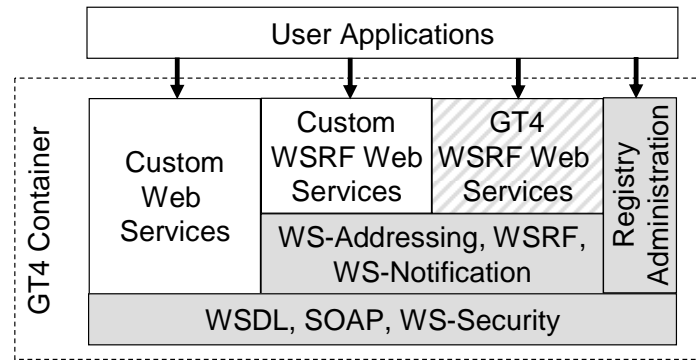 User Applications
GT4 Container
Custom
Web
Services
Custom
WSRF Web
Services
GT4
WSRF Web
Services
Registry
Administration
WS-Addressing, WSRF,
WS-Notification
WSDL, SOAP, WS-Security